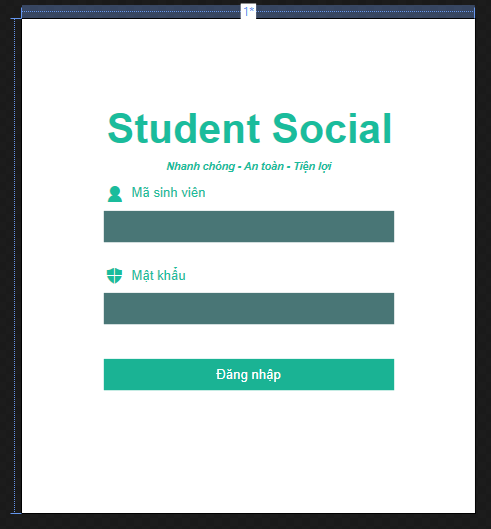 1*
Student Social
Nhanh chóng - An toàn - Tiện lợi
Mã sinh viên
Mật khẩu
Đăng nhập